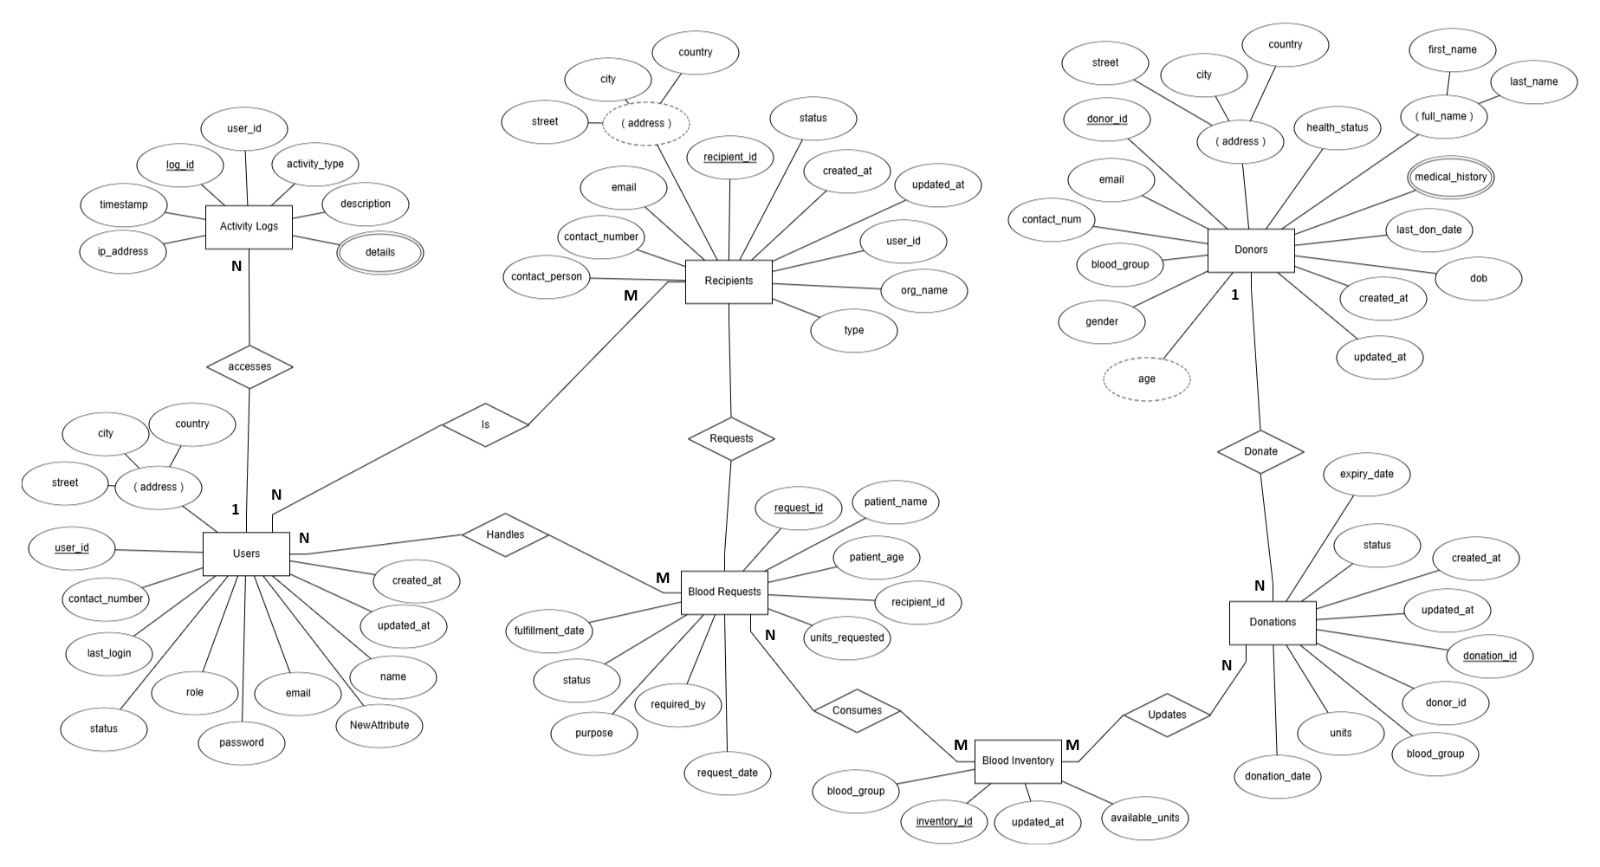 user_id
log_id
activity_type
timestamp
description
ip_address
details
Activity Logs
N
accesses
1
city
country
street
( address )
user_id
Users
contact_number
created_at
last_login
updated_at
role
email
name
status
password
NewAttribute
country
city
street
( address )
status
recipient_id
created_at
email
updated_at
contact_number
user_id
contact_person
org_name
type
Recipients
M
Is
N
N
Handles
M
Requests
request_id
patient_name
patient_age
recipient_id
Blood Requests
fulfillment_date
units_requested
status
required_by
purpose
request_date
N
Consumes
M
Blood Inventory
blood_group
inventory_id
updated_at
available_units
M
Updates
N
street
city
country
first_name
last_name
( full_name )
donor_id
( address )
health_status
email
medical_history
contact_num
last_don_date
blood_group
Donors
dob
created_at
gender
updated_at
age
1
Donate
N
expiry_date
status
created_at
updated_at
Donations
donation_id
donor_id
units
blood_group
donation_date